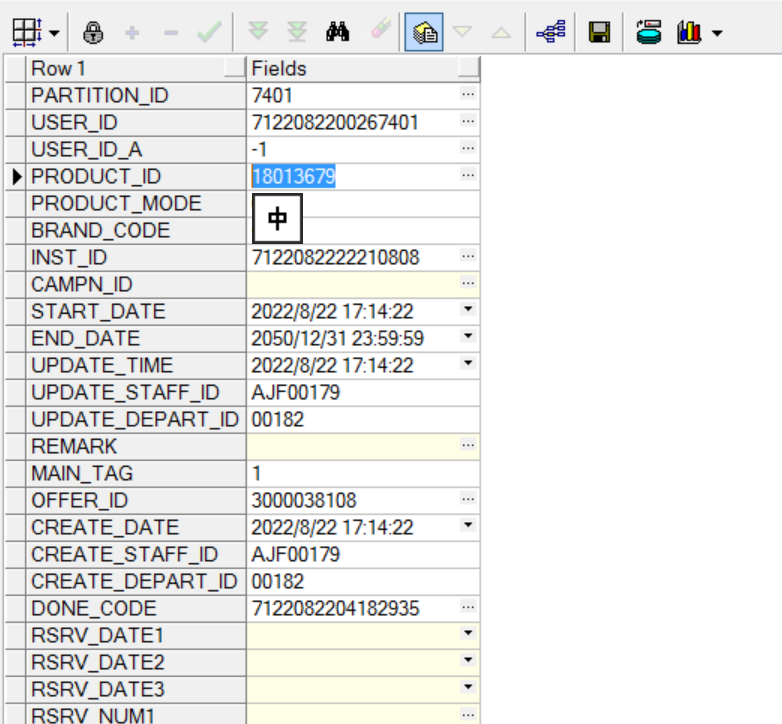 Row 1 Fields
PARTITION_ID 7401
USER_ID 7122082200267401
USER_ID_A -1
PRODUCT_ID 18013679
PRODUCT_MODE
中
BRAND_CODE
INST_ID 7122082222210808
CAMPN_ID
START_DATE 2022/8/22 17:14:22
END_DATE 2050/12/31 23:59:59
UPDATE_TIME 2022/8/22 17:14:22
UPDATE_STAFF_ID AJF00179
UPDATE_DEPART_ID 00182
REMARK
MAIN_TAG 1
OFFER_ID 3000038108
CREATE_DATE 2022/8/22 17:14:22
CREATE_STAFF_ID AJF00179
CREATE_DEPART_ID 00182
DONE_CODE 7122082204182935
RSRV_DATE1
RSRV_DATE2
RSRV_DATE3
RSRV_NUM1